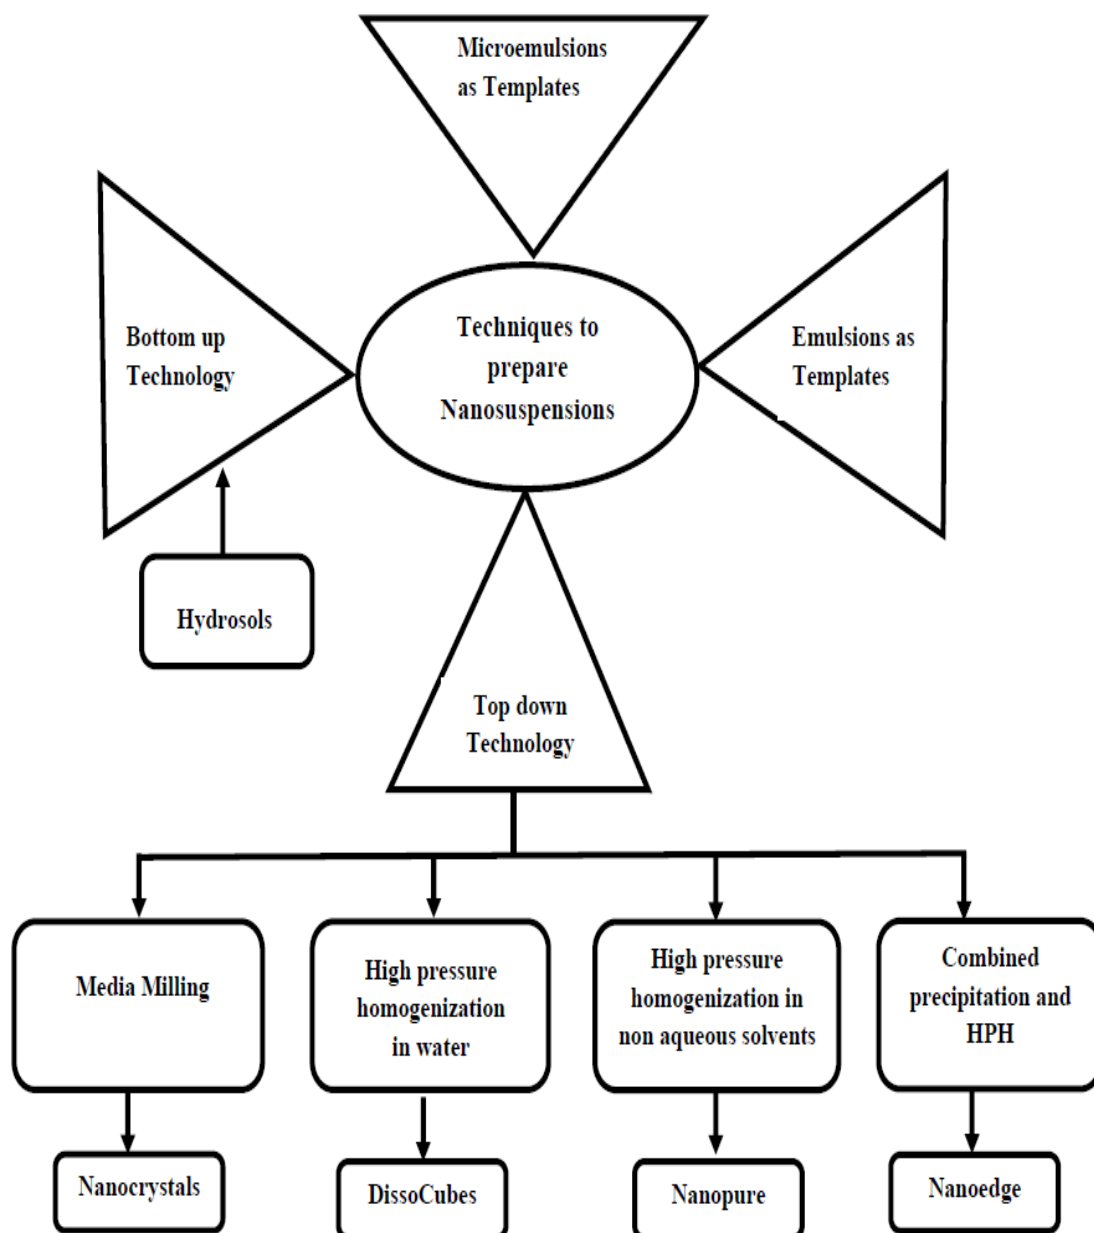 Microemulsions
as Templates
Bottom up
Technology
Techniques to
prepare
Nanosuspensions
Emulsions as
Templates
Hydrosols
Top down
Technology
Media Milling
High pressure
homogenization
in water
High pressure
homogenization in
non aqueous solvents
Combined
precipitation and
HPH
Nanocrystals
DissoCubes
Nanopure
Nanoedge